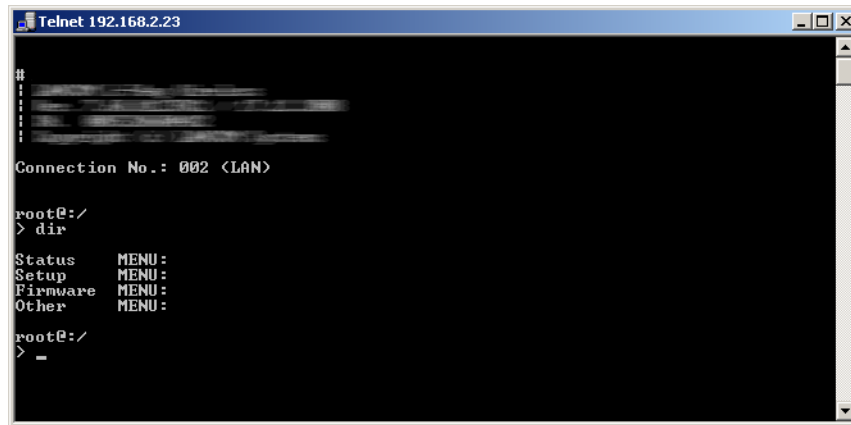 Telnet 192.168.2.23
#
|
|
|
|
Connection No.: 002 (LAN)
root@:/
> dir
Status MENU:
Setup MENU:
Firmware MENU:
Other MENU:
root@:/
> _